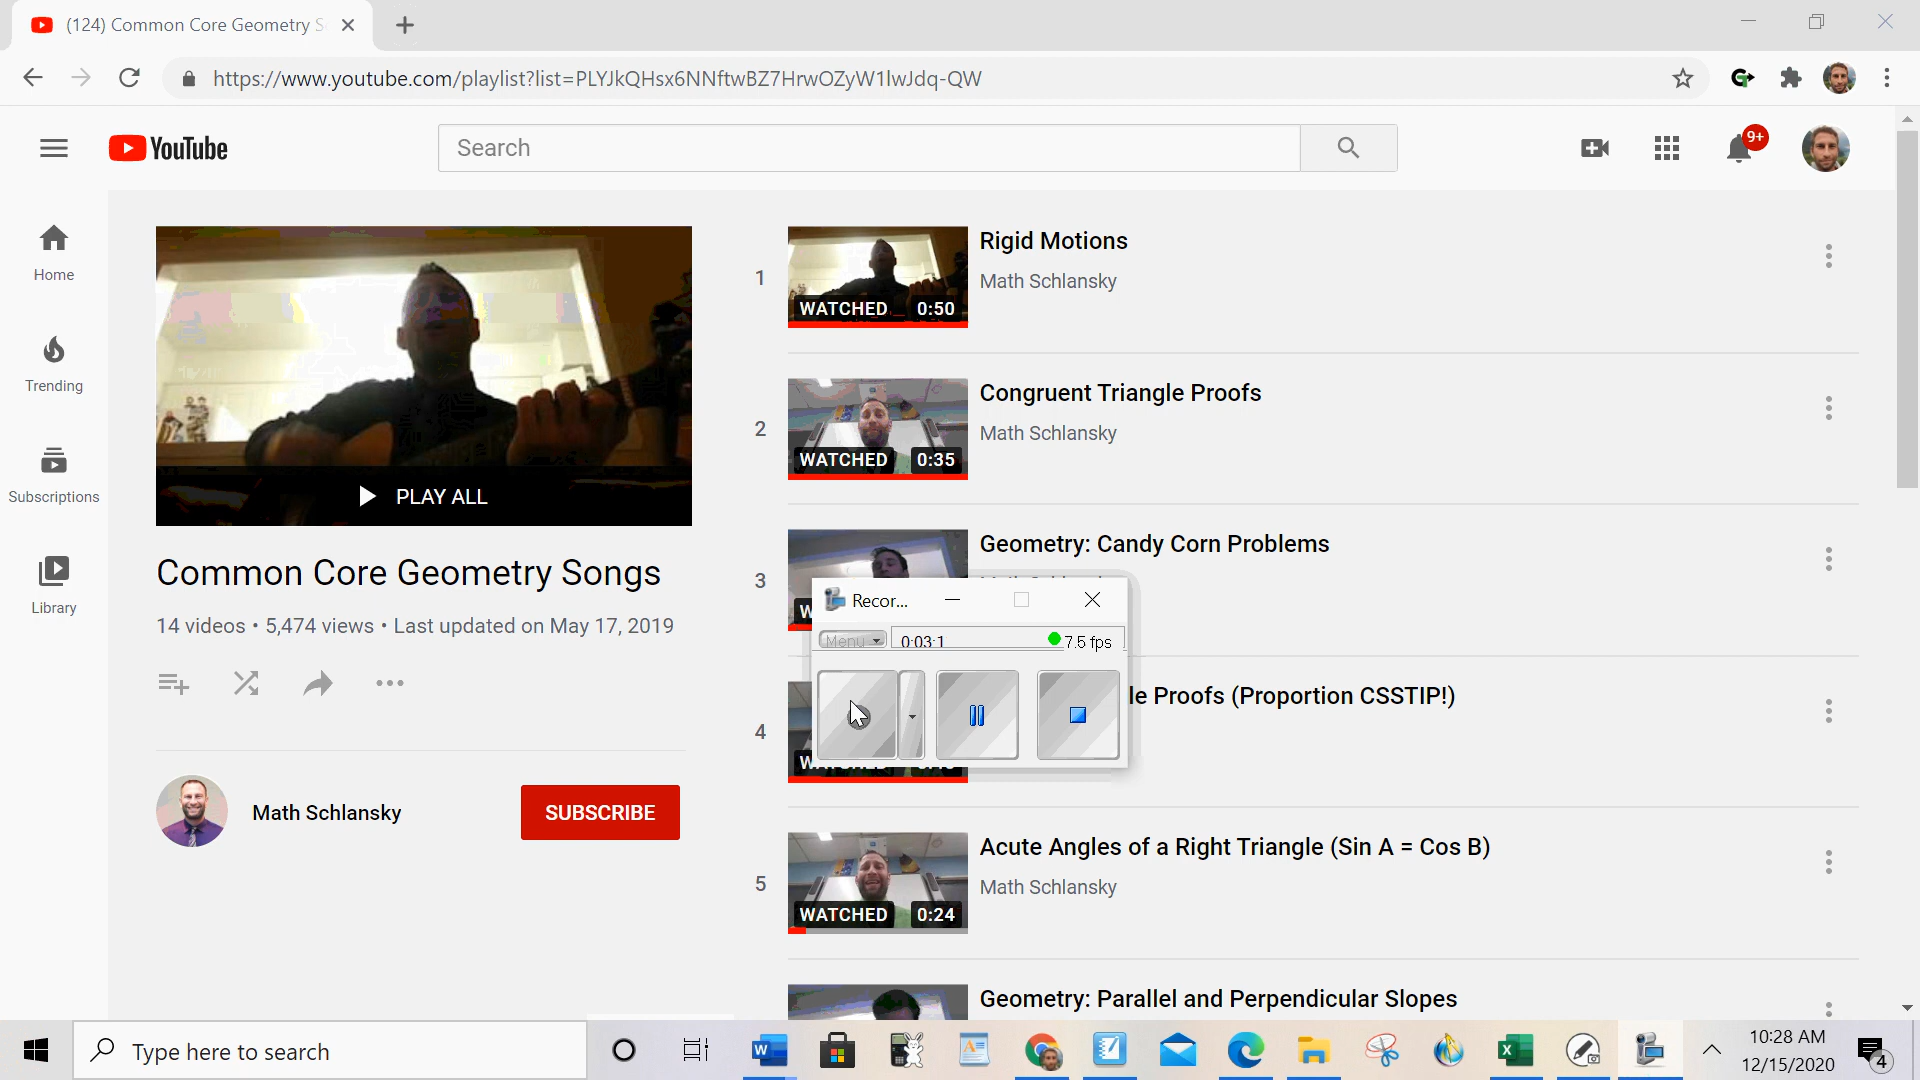 (124) Common Core Geometry S
https://www.youtube.com/playlist?list=PLYJkQHsx6NNftwBZ7HrwOZyW1lwJdq-QW
YouTube
Search
9+
Home
Trending
Subscriptions
Library
PLAY ALL
Common Core Geometry Songs
14 videos • 5,474 views • Last updated on May 17, 2019
Math Schlansky
SUBSCRIBE
1
Rigid Motions
Math Schlansky
WATCHED 0:50
2
Congruent Triangle Proofs
Math Schlansky
WATCHED 0:35
3
Geometry: Candy Corn Problems
Recor...
Menu
0:03:1
7.5 fps
4
le Proofs (Proportion CSSTIP!)
5
Acute Angles of a Right Triangle (Sin A = Cos B)
Math Schlansky
WATCHED 0:24
Geometry: Parallel and Perpendicular Slopes
Type here to search
10:28 AM
12/15/2020
4